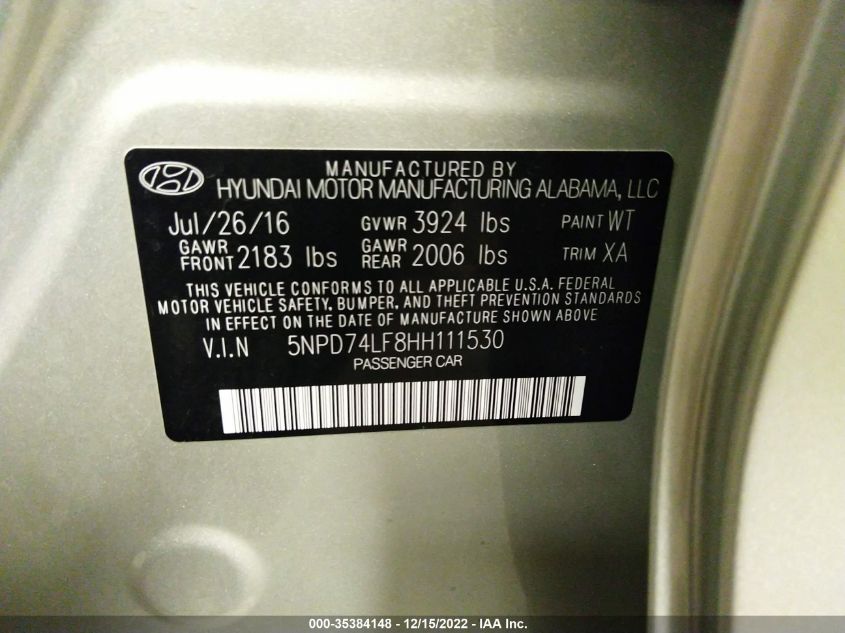 MANUFACTURED BY
HYUNDAI MOTOR MANUFACTURING ALABAMA, LLC
Jul/26/16 GVWR 3924 lbs PAINT WT
GAWR FRONT 2183 lbs GAWR REAR 2006 lbs TRIM XA
THIS VEHICLE CONFORMS TO ALL APPLICABLE U.S.A. FEDERAL
MOTOR VEHICLE SAFETY, BUMPER, AND THEFT PREVENTION STANDARDS
IN EFFECT ON THE DATE OF MANUFACTURE SHOWN ABOVE
V.I.N 5NPD74LF8HH111530
PASSENGER CAR
000-35384148 - 12/15/2022 - IAA Inc.